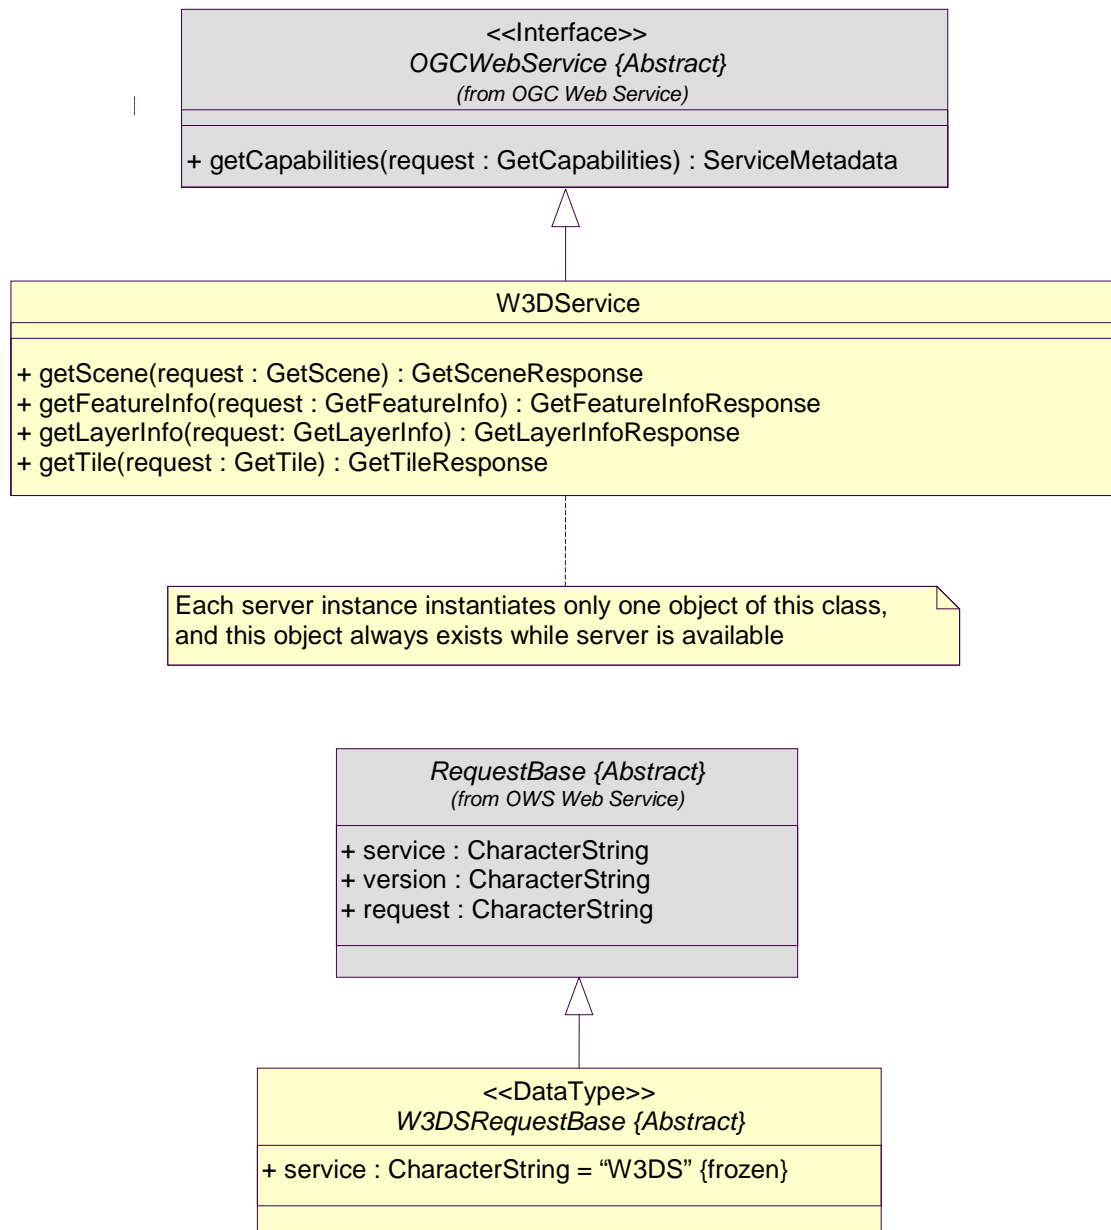 <<Interface>>
OGCWebService {Abstract}
(from OGC Web Service)
+ getCapabilities(request : GetCapabilities) : ServiceMetadata
W3DService
+ getScene(request : GetScene) : GetSceneResponse
+ getFeatureInfo(request : GetFeatureInfo) : GetFeatureInfoResponse
+ getLayerInfo(request: GetLayerInfo) : GetLayerInfoResponse
+ getTile(request : GetTile) : GetTileResponse
Each server instance instantiates only one object of this class,
and this object always exists while server is available
RequestBase {Abstract}
(from OWS Web Service)
+ service : CharacterString
+ version : CharacterString
+ request : CharacterString
<<DataType>>
W3DSRequestBase {Abstract}
+ service : CharacterString = “W3DS” {frozen}